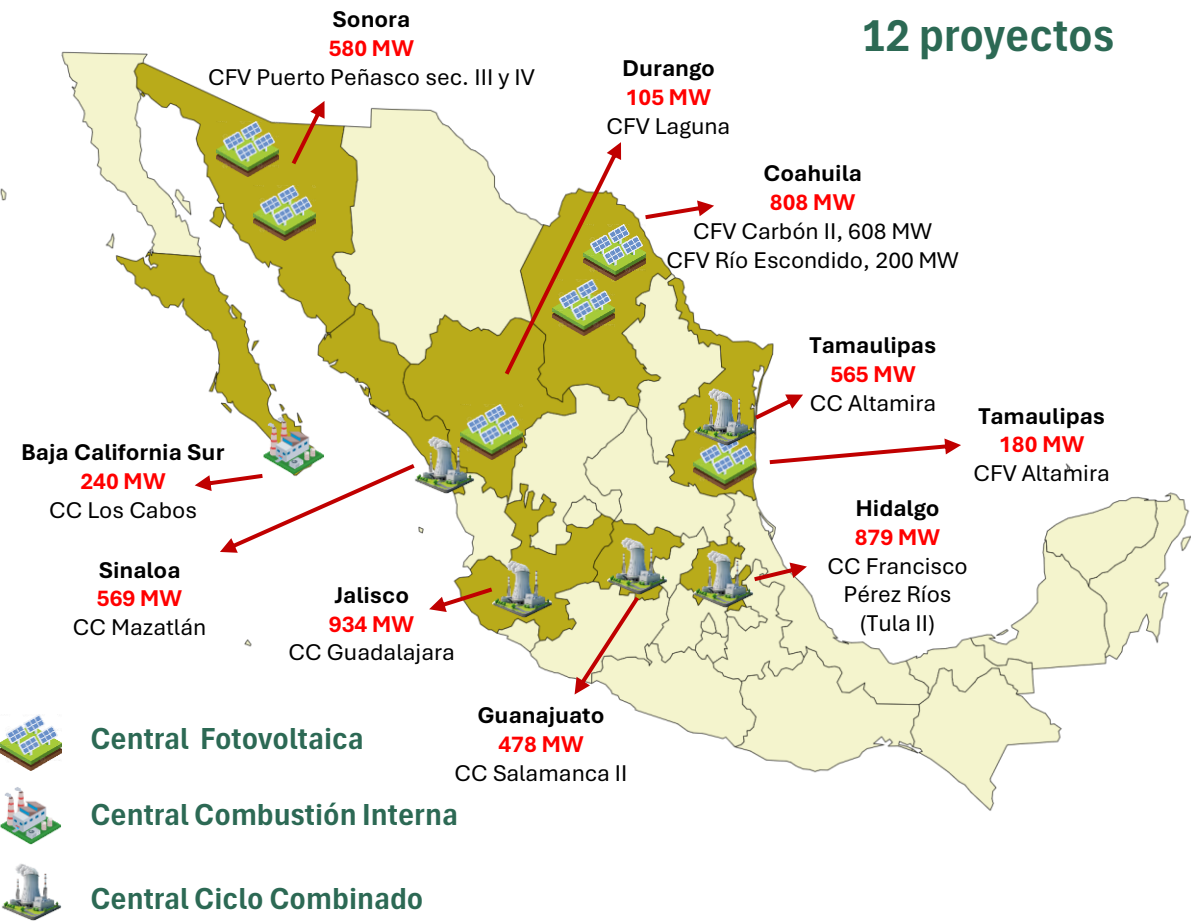 12 proyectos
Sonora
580 MW
CFV Puerto Peñasco sec. III y IV
Durango
105 MW
CFV Laguna
Coahuila
808 MW
CFV Carbón II, 608 MW
CFV Río Escondido, 200 MW
Tamaulipas
565 MW
CC Altamira
Tamaulipas
180 MW
CFV Altamira
Baja California Sur
240 MW
CC Los Cabos
Hidalgo
879 MW
CC Francisco
Pérez Ríos
(Tula II)
Sinaloa
569 MW
CC Mazatlán
Jalisco
934 MW
CC Guadalajara
Guanajuato
478 MW
CC Salamanca II
Central Fotovoltaica
Central Combustión Interna
Central Ciclo Combinado